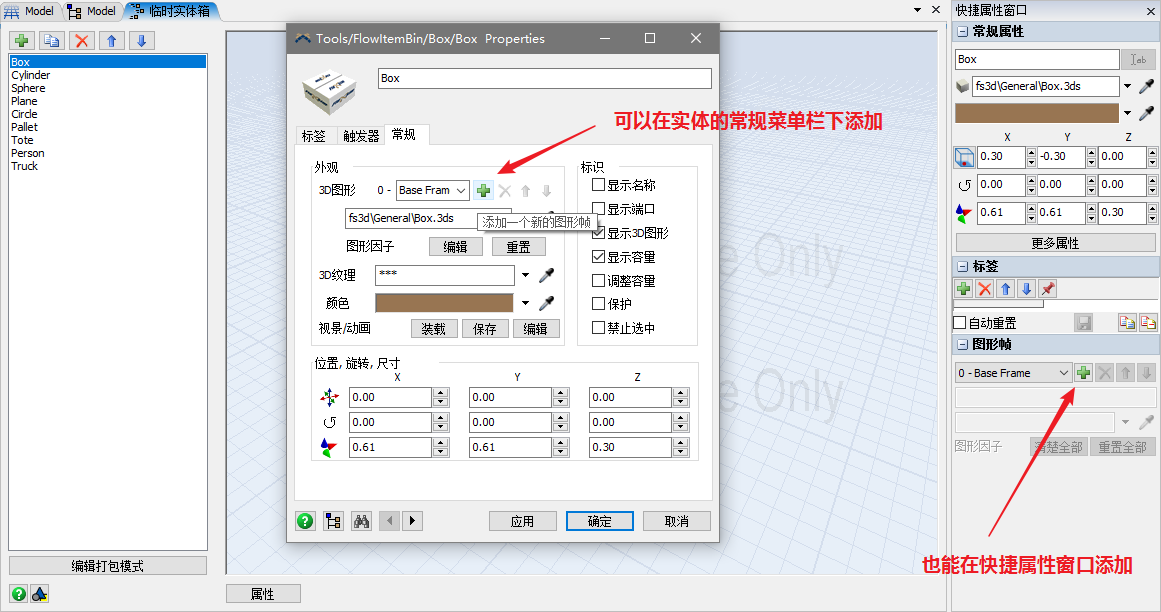 Model
Model
临时实体箱
Box
Cylinder
Sphere
Plane
Circle
Pallet
Tote
Person
Truck
编辑打包模式
属性
e Only
e Only
Tools/FlowItemBin/Box/Box Properties
Box
标签
触发器
常规
外观
3D图形
0 -
Base Fram
fs3d\General\Box.3ds
添加一个新的图形帧
图形因子
编辑
重置
3D纹理
***
颜色
视景/动画
装载
保存
编辑
标识
显示名称
显示端口
显示3D图形
显示容量
调整容量
保护
禁止选中
位置, 旋转, 尺寸
X Y Z
0.00 0.00 0.00
0.00 0.00 0.00
0.61 0.61 0.30
应用
确定
取消
可以在实体的常规菜单栏下添加
快捷属性窗口
常规属性
Box
ab
fs3d\General\Box.3ds
X Y Z
0.30 -0.30 0.00
0.00 0.00 0.00
0.61 0.61 0.30
更多属性
标签
自动重置
图形帧
0 - Base Frame
图形因子
清楚全部
重置全部
也能在快捷属性窗口添加